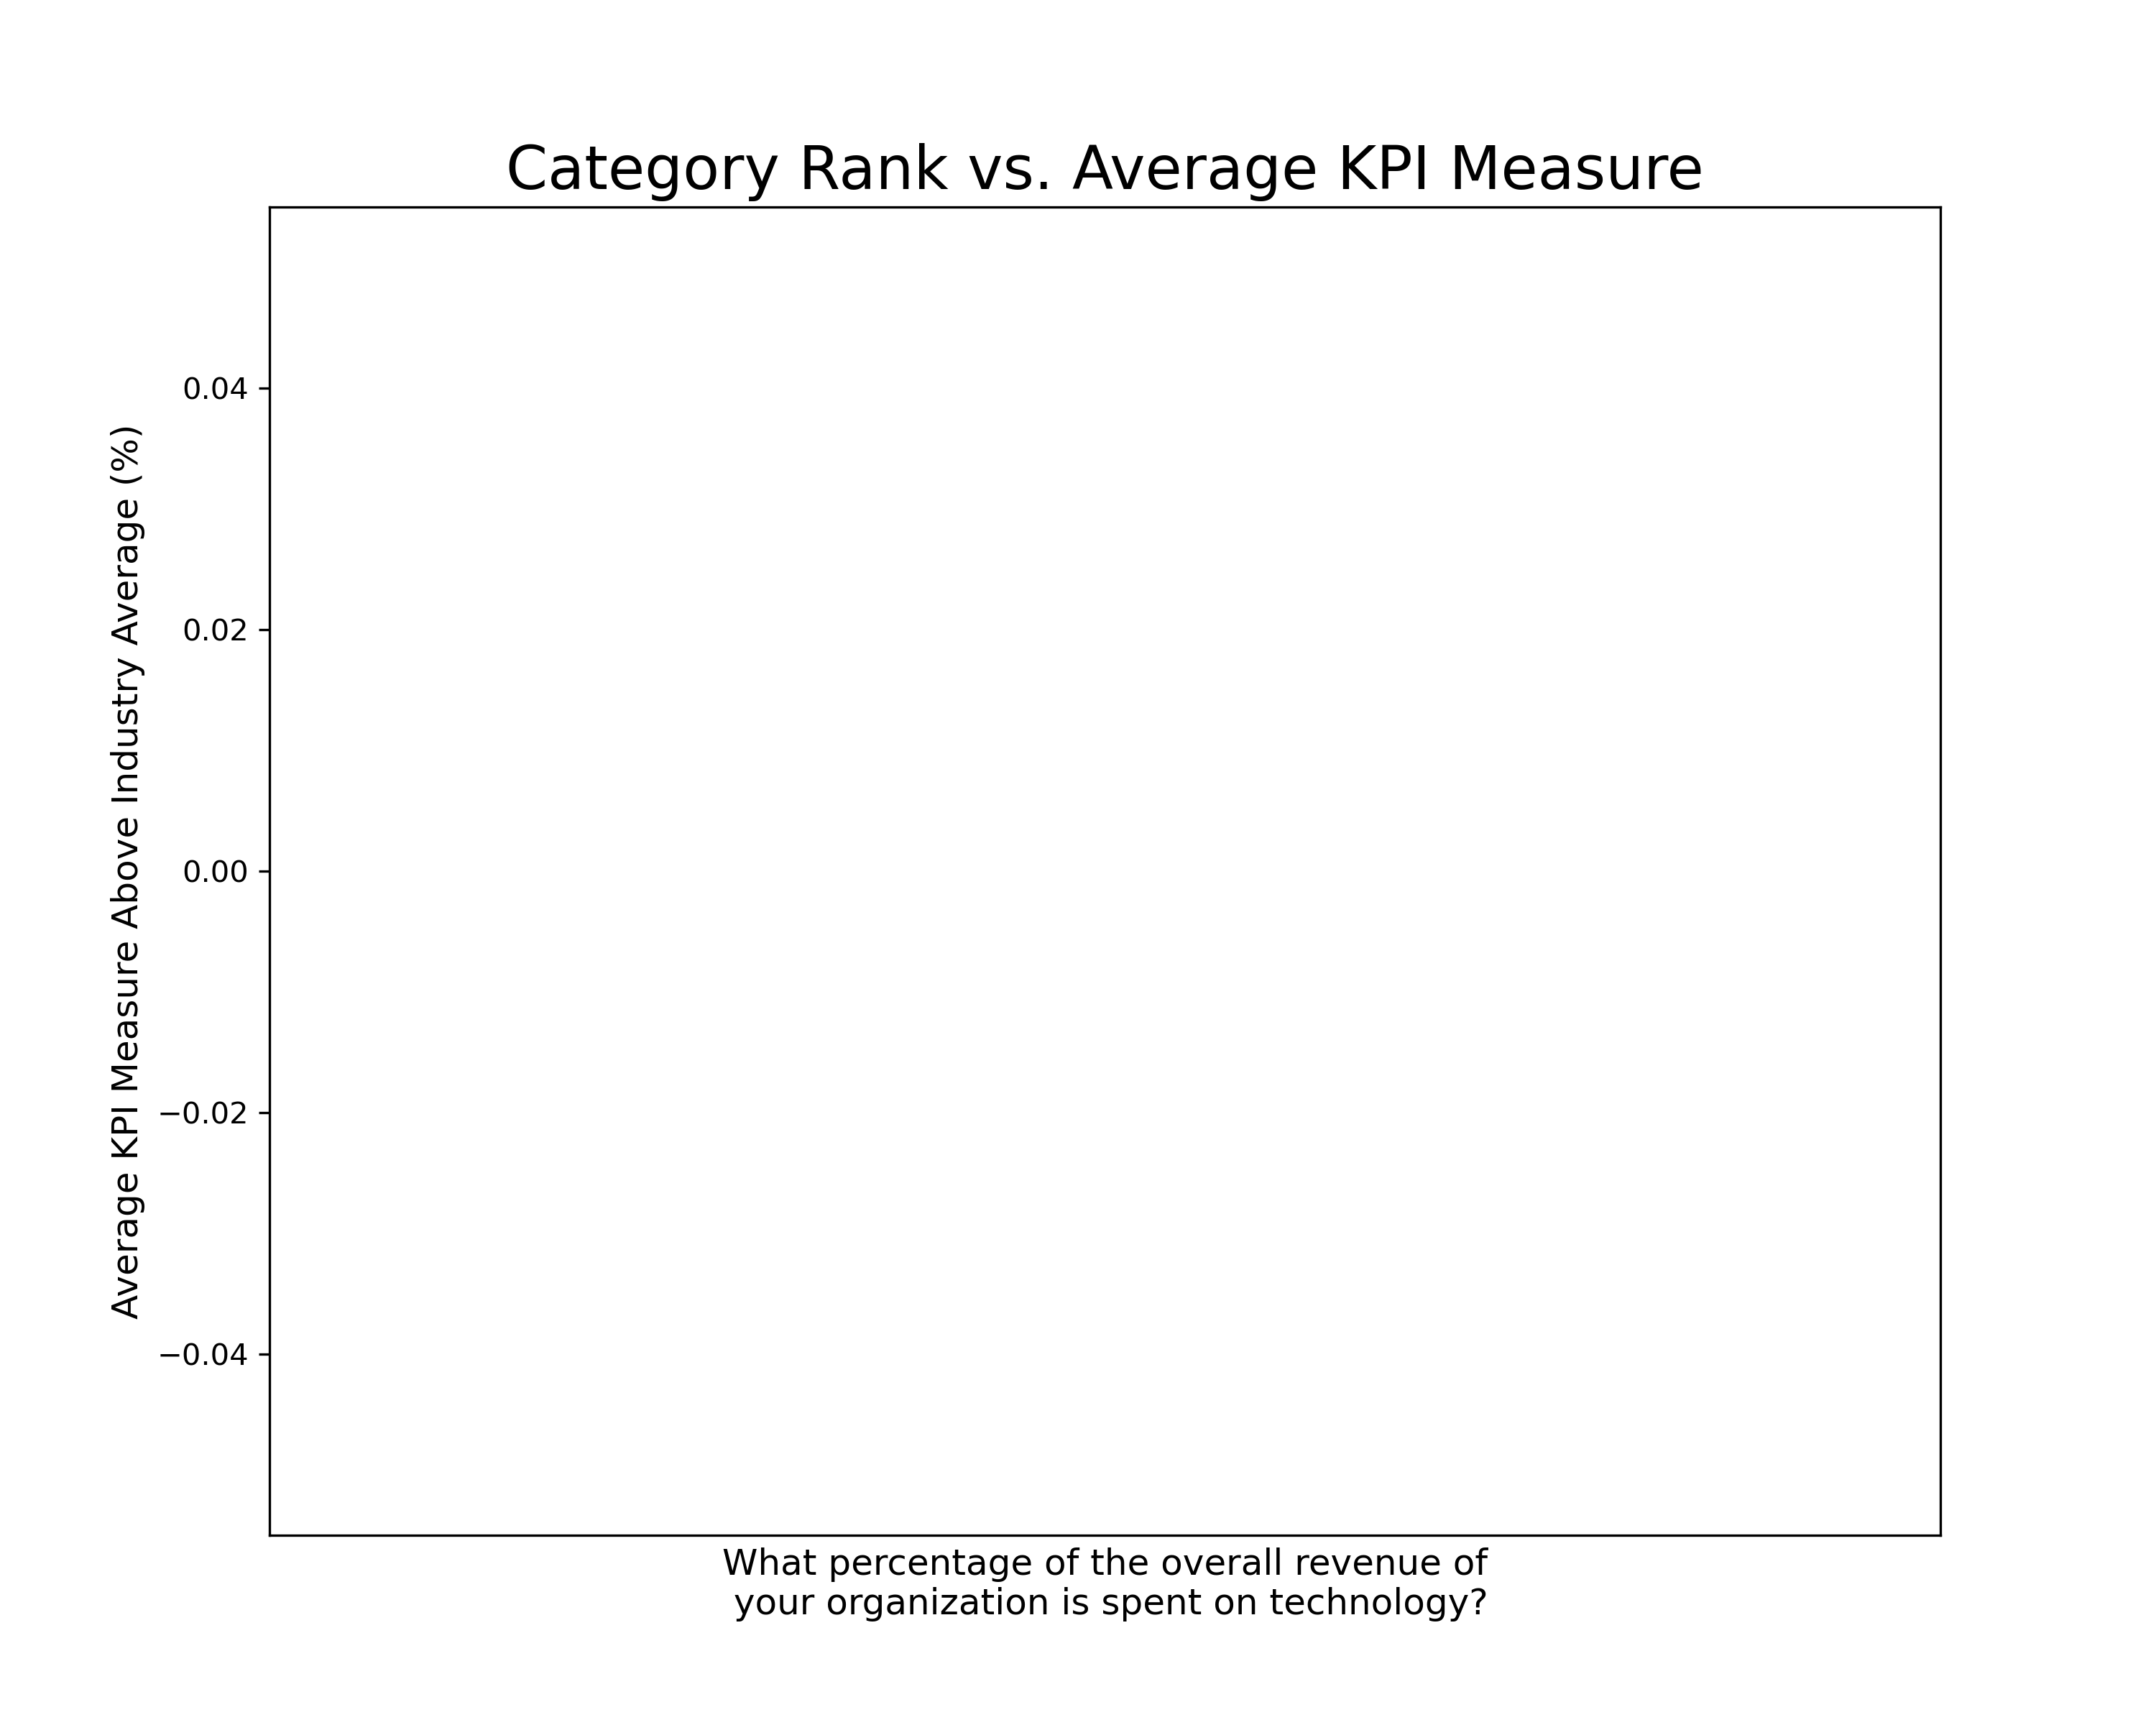 Category Rank vs. Average KPI Measure
Average KPI Measure Above Industry Average (%)
0.04
0.02
0.00
−0.02
−0.04
What percentage of the overall revenue of
your organization is spent on technology?